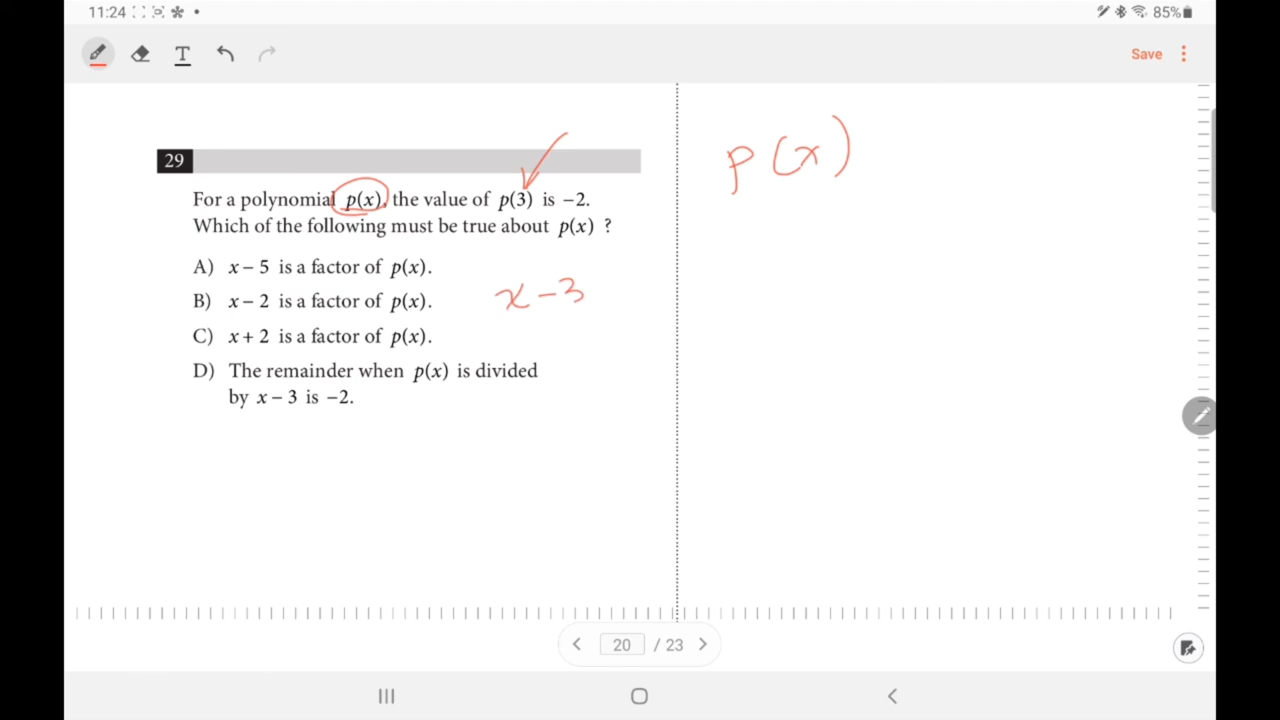 11:24
85%
T
Save
29
p(x)
For a polynomial p(x), the value of p(3) is −2.
Which of the following must be true about p(x) ?
A) x − 5 is a factor of p(x).
x − 3
B) x − 2 is a factor of p(x).
C) x + 2 is a factor of p(x).
D) The remainder when p(x) is divided
by x − 3 is −2.
20 / 23